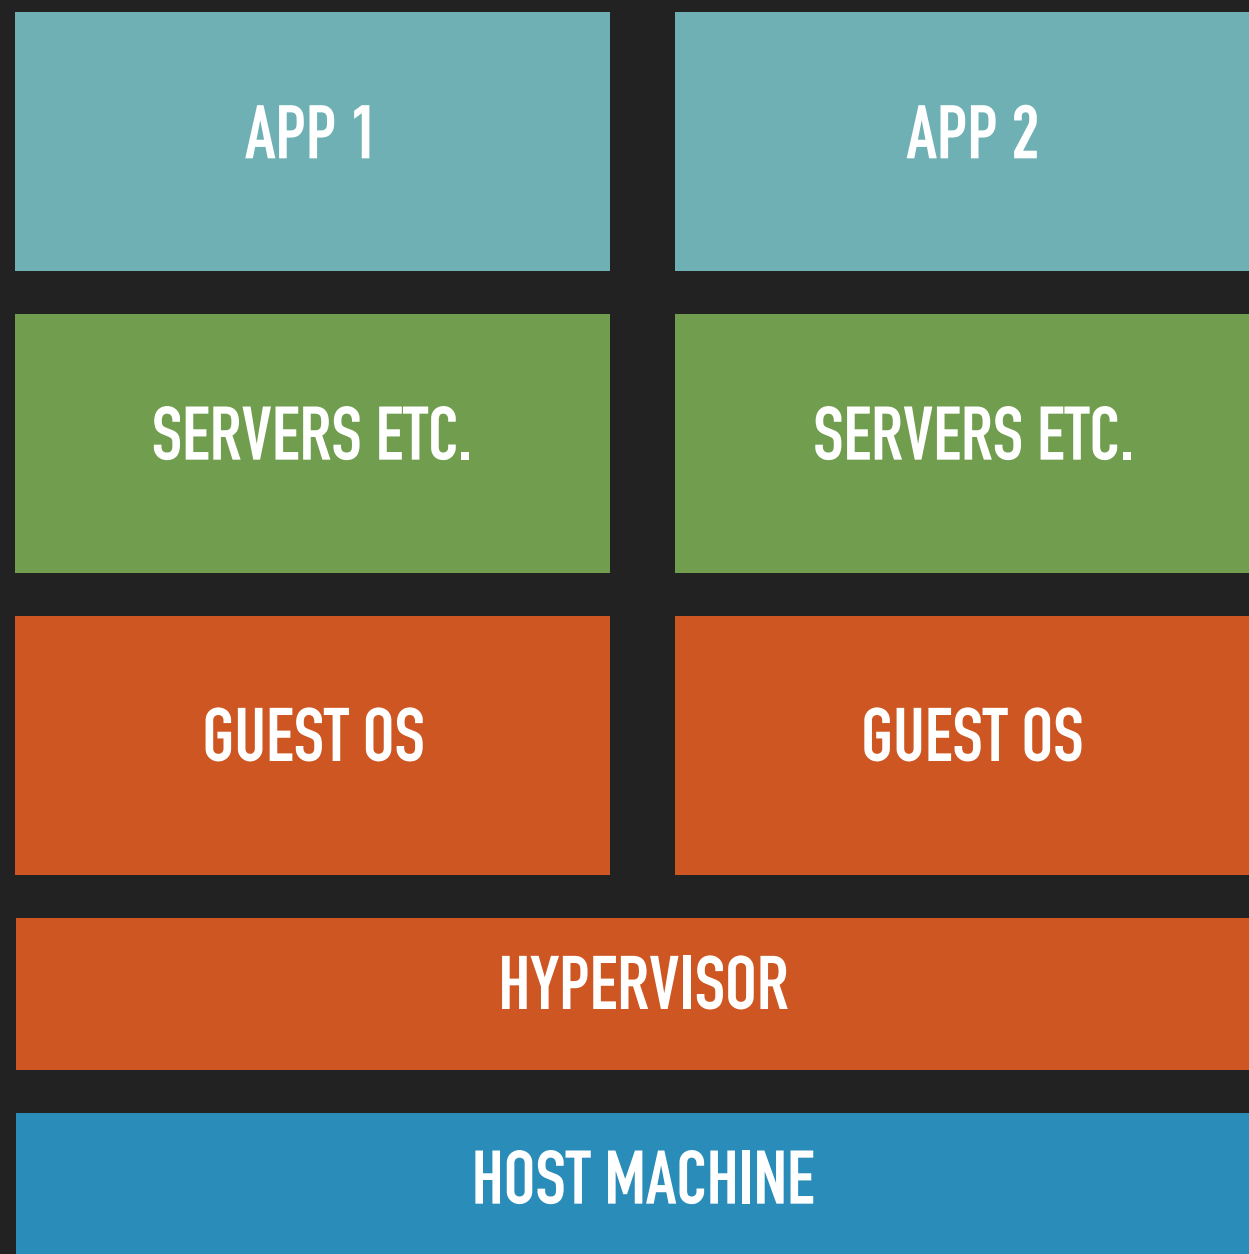 APP 1
APP 2
SERVERS ETC.
SERVERS ETC.
GUEST OS
GUEST OS
HYPERVISOR
HOST MACHINE